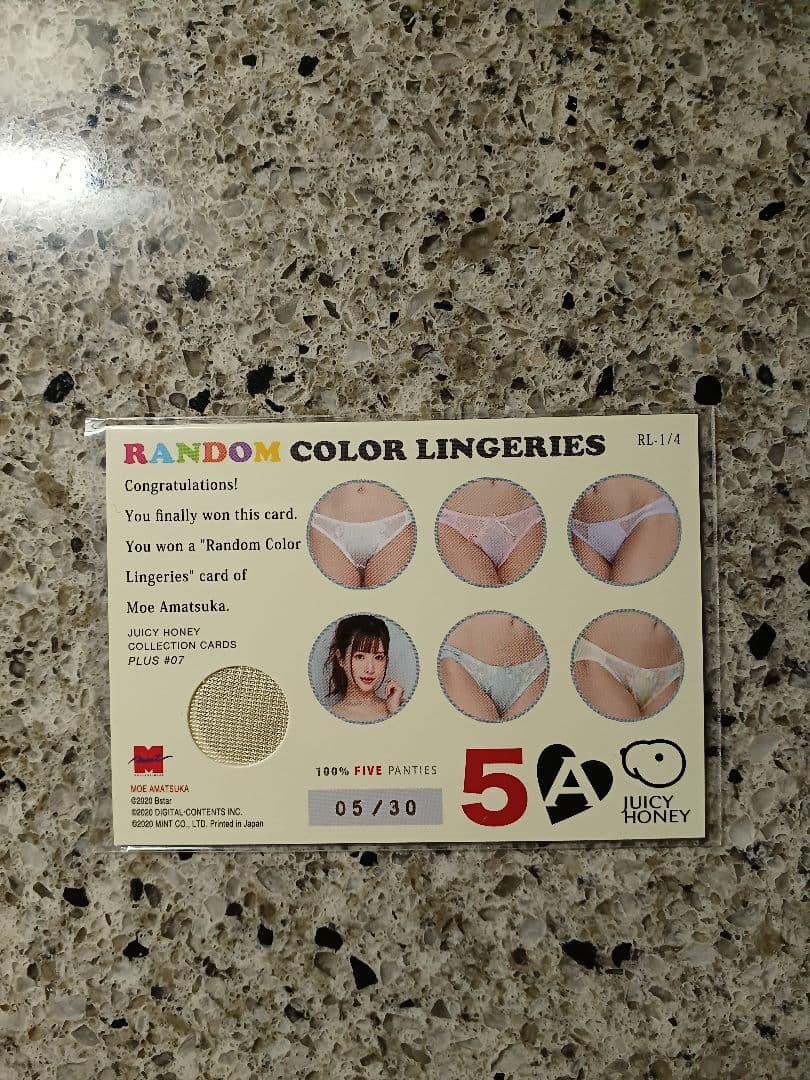 RANDOM COLOR LINGERIES
RL-1/4
Congratulations!
You finally won this card.
You won a "Random Color
Lingeries" card of
Moe Amatsuka.
JUICY HONEY
COLLECTION CARDS
PLUS #07
M
mint
MOE AMATSUKA
©2020 Bstar
©2020 DIGITAL-CONTENTS INC.
©2020 MINT CO., LTD. Printed in Japan
100% FIVE PANTIES
05/30
5
A
JUICY
HONEY